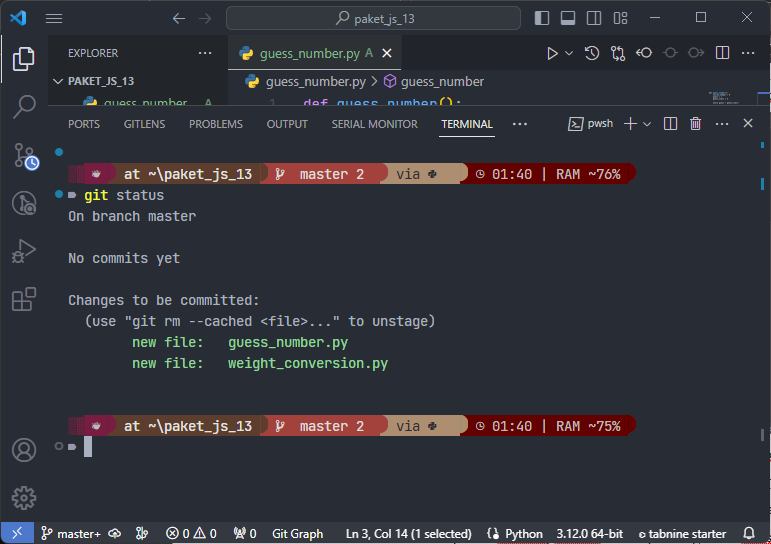 paket_js_13
EXPLORER
guess_number.py A
PAKET_JS_13
guess_number.py > guess_number
guess_number A
1 def guess_number():
PORTS GITLENS PROBLEMS OUTPUT SERIAL MONITOR TERMINAL pwsh
at ~\paket_js_13 master 2 via 01:40 | RAM ~76%
git status
On branch master
No commits yet
Changes to be committed:
(use "git rm --cached <file>..." to unstage)
new file: guess_number.py
new file: weight_conversion.py
at ~\paket_js_13 master 2 via 01:40 | RAM ~75%
master+ 0 0 0 Git Graph Ln 3, Col 14 (1 selected) Python 3.12.0 64-bit tabnine starter